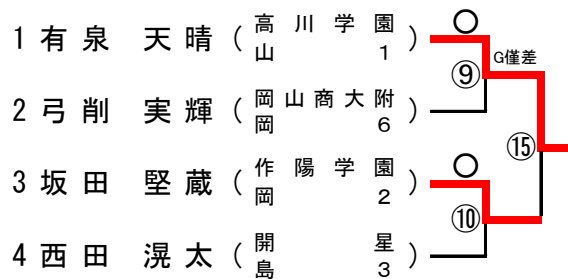 1 有泉 天晴 (高川学園 山1) ○
G僅差
⑨
2 弓削 実輝 (岡山商大附 岡6)
⑮
3 坂田 堅蔵 (作陽学園 岡2) ○
⑩
4 西田 滉太 (開星 島3)